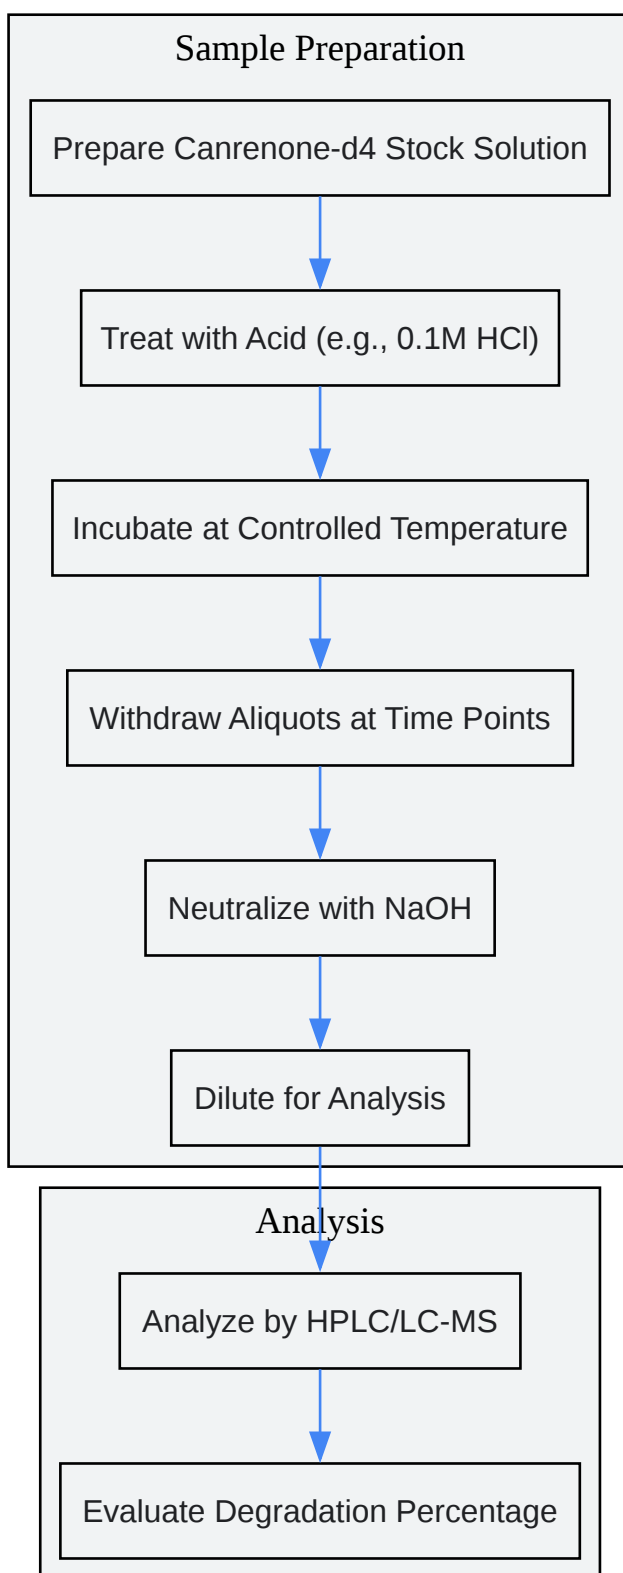 Sample Preparation
Prepare Canrenone-d4 Stock Solution
Treat with Acid (e.g., 0.1M HCl)
Incubate at Controlled Temperature
Withdraw Aliquots at Time Points
Neutralize with NaOH
Dilute for Analysis
Analysis
Analyze by HPLC/LC-MS
Evaluate Degradation Percentage